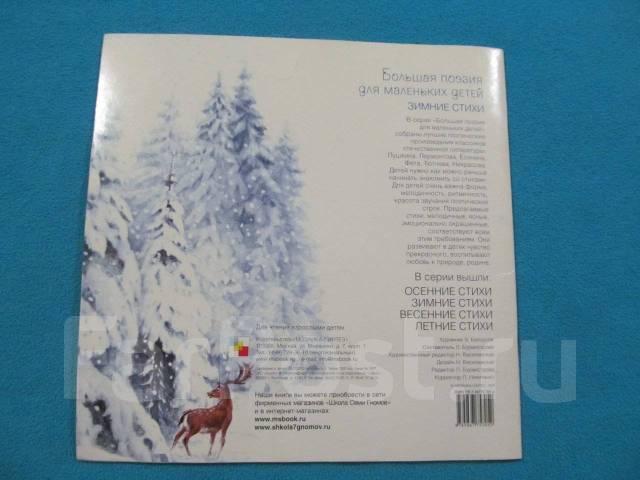 Большая поэзия
для маленьких детей
ЗИМНИЕ СТИХИ
В серии «Большая поэзия
для маленьких детей»
собраны лучшие поэтические
произведения классиков
отечественной литературы:
Пушкина, Лермонтова, Есенина,
Фета, Тютчева, Некрасова.
Детей нужно как можно раньше
начинать знакомить со стихами.
Для детей очень важна форма,
мелодичность, ритмичность,
красота звучания поэтических
строк. Предлагаемые
стихи, мелодичные, ясные,
эмоционально окрашенные,
соответствуют всем
этим требованиям. Они
развивают в детях чувство
прекрасного, воспитывают
любовь к природе, родине.
В серии вышли:
ОСЕННИЕ СТИХИ
ЗИМНИЕ СТИХИ
ВЕСЕННИЕ СТИХИ
ЛЕТНИЕ СТИХИ
Для чтения взрослыми детям
Наши книги вы можете приобрести в сети
фирменных магазинов «Школа Семи Гномов»
и в интернет-магазинах:
www.msbook.ru
www.shkola7gnomov.ru
Farpost.ru